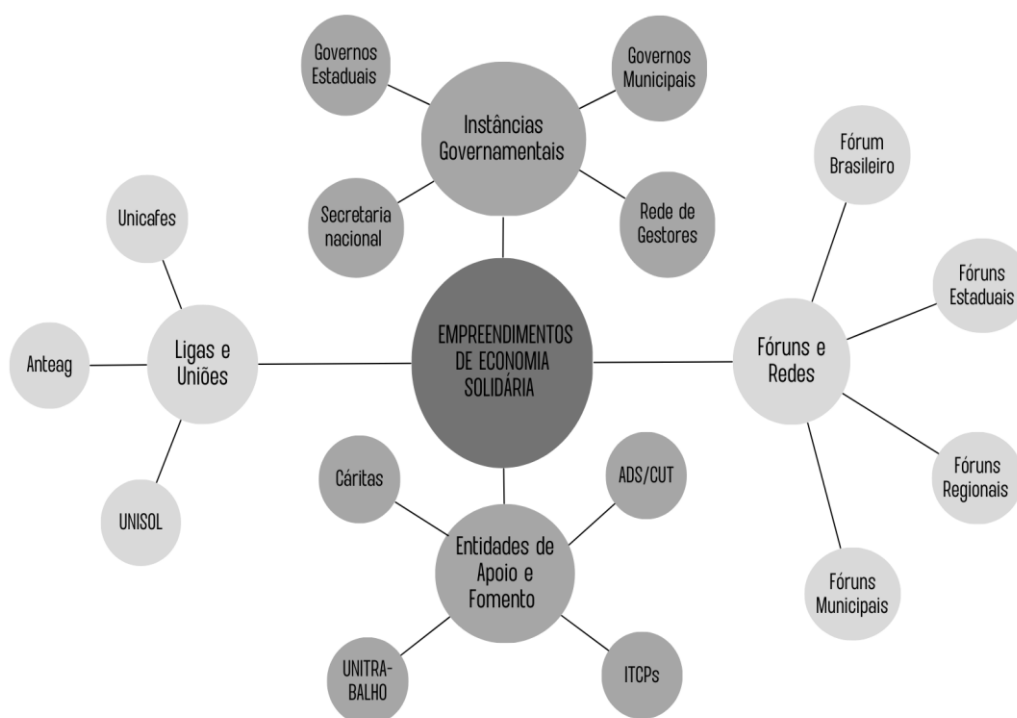 Governos
Estaduais
Governos
Municipais
Instâncias
Governamentais
Secretaria
nacional
Rede de
Gestores
Fórum
Brasileiro
Fóruns
Estaduais
Fóruns e
Redes
Fóruns
Regionais
Fóruns
Municipais
EMPREENDIMENTOS
DE ECONOMIA
SOLIDÁRIA
Unicafes
Anteag
Ligas e
Uniões
UNISOL
Cáritas
ADS/CUT
Entidades de
Apoio e
Fomento
UNITRA-
BALHO
ITCPs